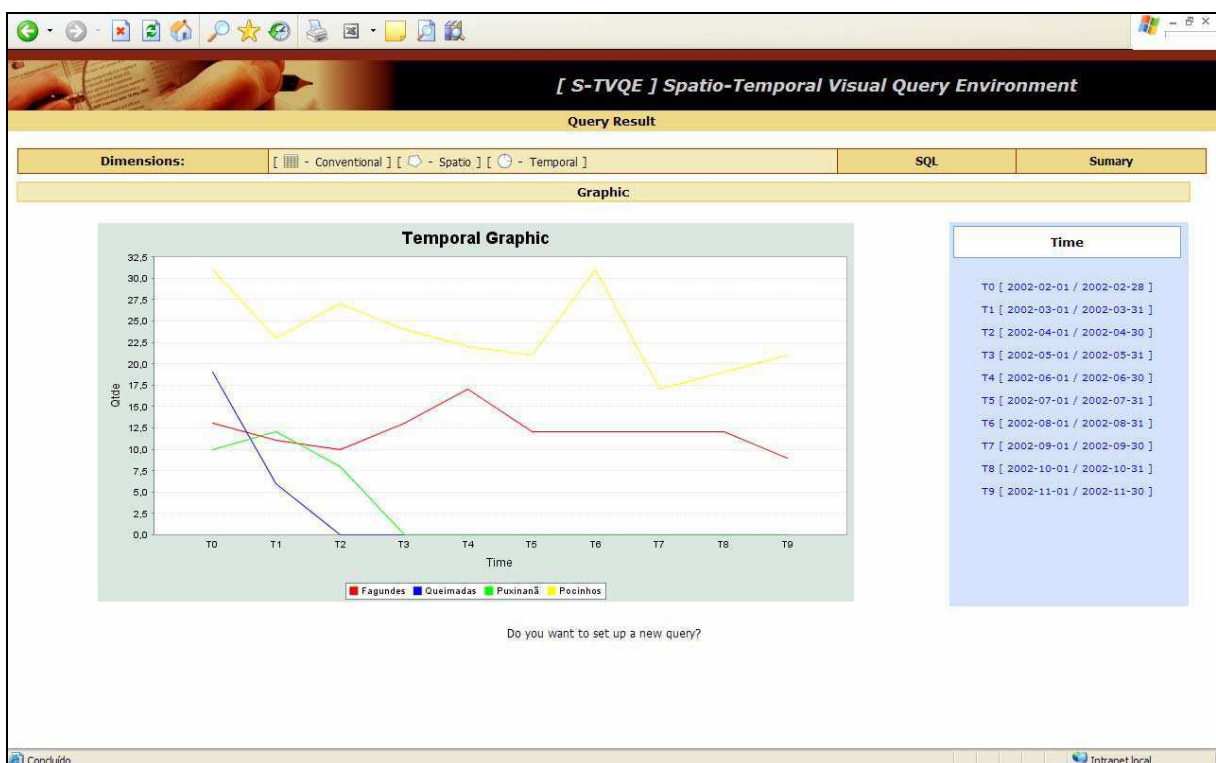 [ S-TVQE ] Spatio-Temporal Visual Query Environment
Query Result
Dimensions: [ - Conventional ] [ - Spatio ] [ - Temporal ] SQL Sumary
Graphic
Temporal Graphic
32,5
30,0
27,5
25,0
22,5
20,0
17,5
15,0
12,5
10,0
7,5
5,0
2,5
0,0
Qtde
T0 T1 T2 T3 T4 T5 T6 T7 T8 T9
Time
Fagundes Queimadas Puxinanã Pocinhos
Time
T0 [ 2002-02-01 / 2002-02-28 ]
T1 [ 2002-03-01 / 2002-03-31 ]
T2 [ 2002-04-01 / 2002-04-30 ]
T3 [ 2002-05-01 / 2002-05-31 ]
T4 [ 2002-06-01 / 2002-06-30 ]
T5 [ 2002-07-01 / 2002-07-31 ]
T6 [ 2002-08-01 / 2002-08-31 ]
T7 [ 2002-09-01 / 2002-09-30 ]
T8 [ 2002-10-01 / 2002-10-31 ]
T9 [ 2002-11-01 / 2002-11-30 ]
Do you want to set up a new query?
Concluído
Intranet local